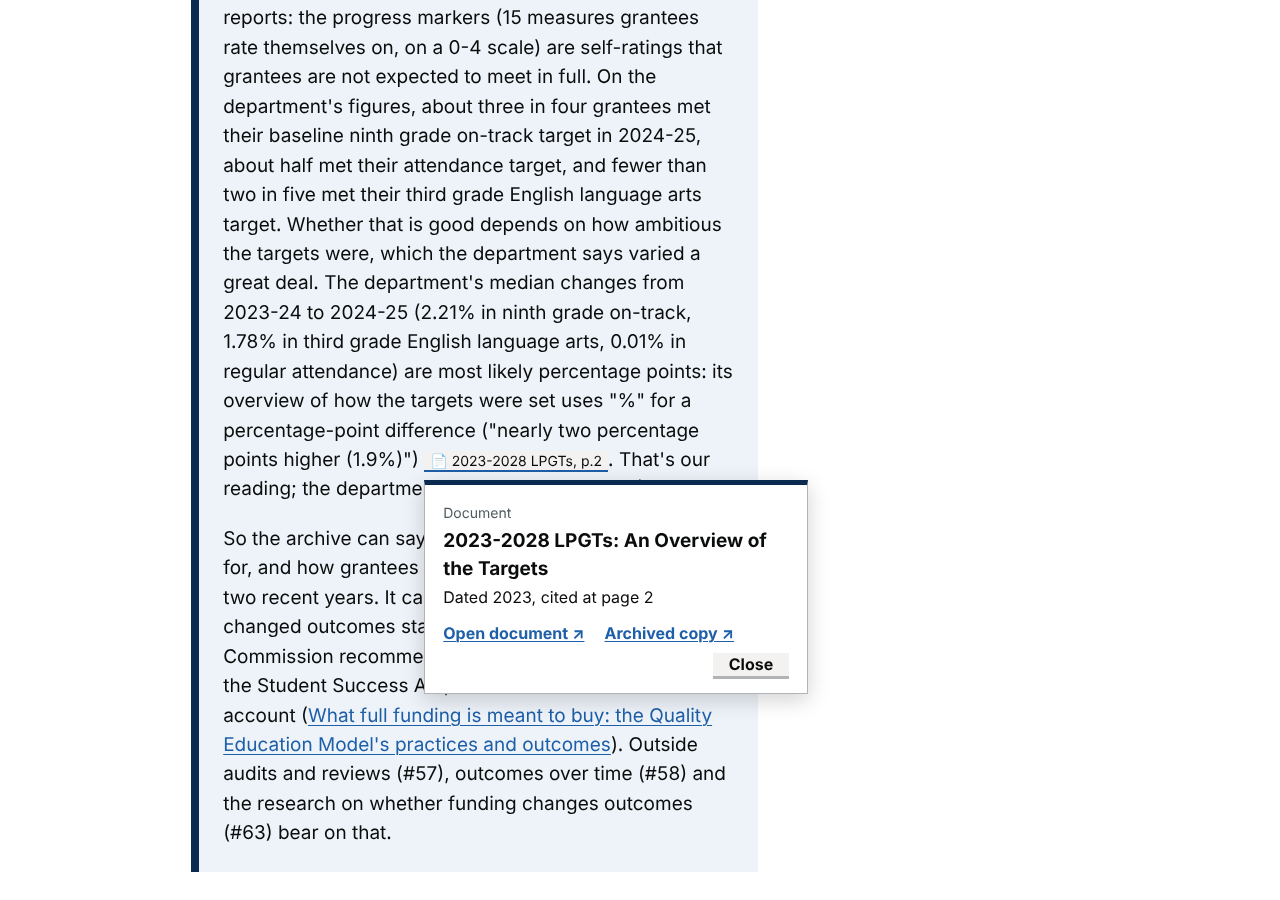 reports: the progress markers (15 measures grantees
rate themselves on, on a 0-4 scale) are self-ratings that
grantees are not expected to meet in full. On the
department's figures, about three in four grantees met
their baseline ninth grade on-track target in 2024-25,
about half met their attendance target, and fewer than
two in five met their third grade English language arts
target. Whether that is good depends on how ambitious
the targets were, which the department says varied a
great deal. The department's median changes from
2023-24 to 2024-25 (2.21% in ninth grade on-track,
1.78% in third grade English language arts, 0.01% in
regular attendance) are most likely percentage points: its
overview of how the targets were set uses "%" for a
percentage-point difference ("nearly two percentage
points higher (1.9%)") 📄 2023-2028 LPGTs, p.2 . That's our
reading; the departme
So the archive can say
for, and how grantees
two recent years. It ca
changed outcomes sta
Commission recomme
the Student Success A
account (What full funding is meant to buy: the Quality
Education Model's practices and outcomes). Outside
audits and reviews (#57), outcomes over time (#58) and
the research on whether funding changes outcomes
(#63) bear on that.
Document
2023-2028 LPGTs: An Overview of
the Targets
Dated 2023, cited at page 2
Open document ↗ Archived copy ↗
Close